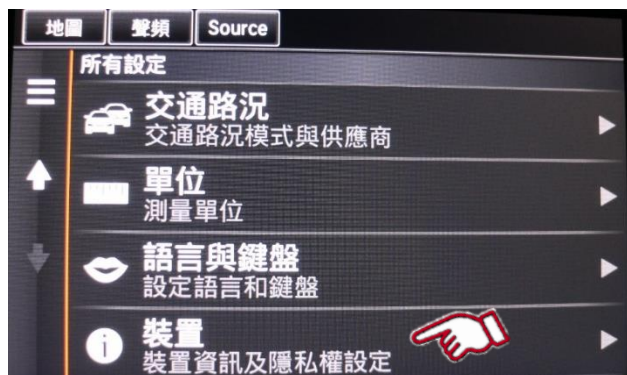 地圖 聲頻 Source
所有設定
交通路況
交通路況模式與供應商
單位
測量單位
語言與鍵盤
設定語言和鍵盤
裝置
裝置資訊及隱私權設定